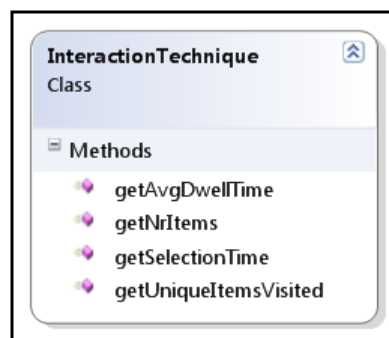 InteractionTechnique
Class
Methods
getAvgDwellTime
getNrItems
getSelectionTime
getUniqueItemsVisited